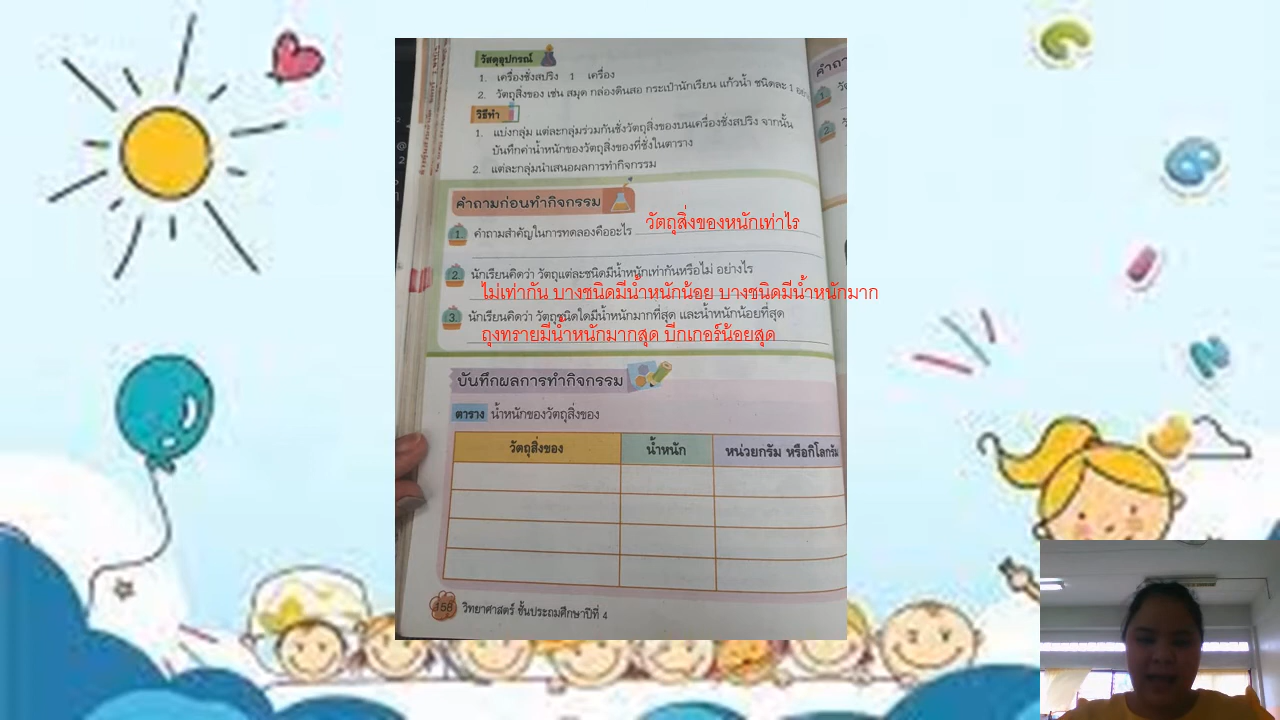 วัสดุอุปกรณ์
1. เครื่องชั่งสปริง 1 เครื่อง
2. วัตถุสิ่งของ เช่น สมุด กล่องดินสอ กระเป๋านักเรียน แก้วน้ำ ชนิดละ 1
วิธีทำ
1. แบ่งกลุ่ม แต่ละกลุ่มร่วมกันชั่งวัตถุสิ่งของบนเครื่องชั่งสปริง จากนั้น
บันทึกค่าน้ำหนักของวัตถุสิ่งของที่ชั่งในตาราง
2. แต่ละกลุ่มนำเสนอผลการทำกิจกรรม
คำถามก่อนทำกิจกรรม
1. คำถามสำคัญในการทดลองคืออะไร วัตถุสิ่งของหนักเท่าไร
2. นักเรียนคิดว่า วัตถุแต่ละชนิดมีน้ำหนักเท่ากันหรือไม่ อย่างไร
ไม่เท่ากัน บางชนิดมีน้ำหนักน้อย บางชนิดมีน้ำหนักมาก
3. นักเรียนคิดว่า วัตถุชนิดใดมีน้ำหนักมากที่สุด และน้ำหนักน้อยที่สุด
ถุงทรายมีน้ำหนักมากสุด บีกเกอร์น้อยสุด
บันทึกผลการทำกิจกรรม
ตาราง น้ำหนักของวัตถุสิ่งของ
วัตถุสิ่งของ น้ำหนัก หน่วยกรัม หรือกิโลกรัม
158 วิทยาศาสตร์ ชั้นประถมศึกษาปีที่ 4